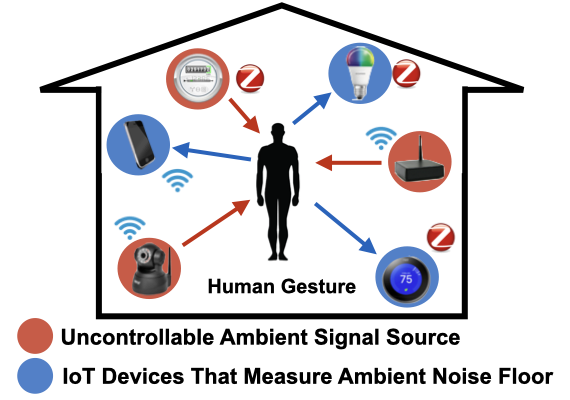 Z
Z
Z
75
Human Gesture
Uncontrollable Ambient Signal Source
IoT Devices That Measure Ambient Noise Floor